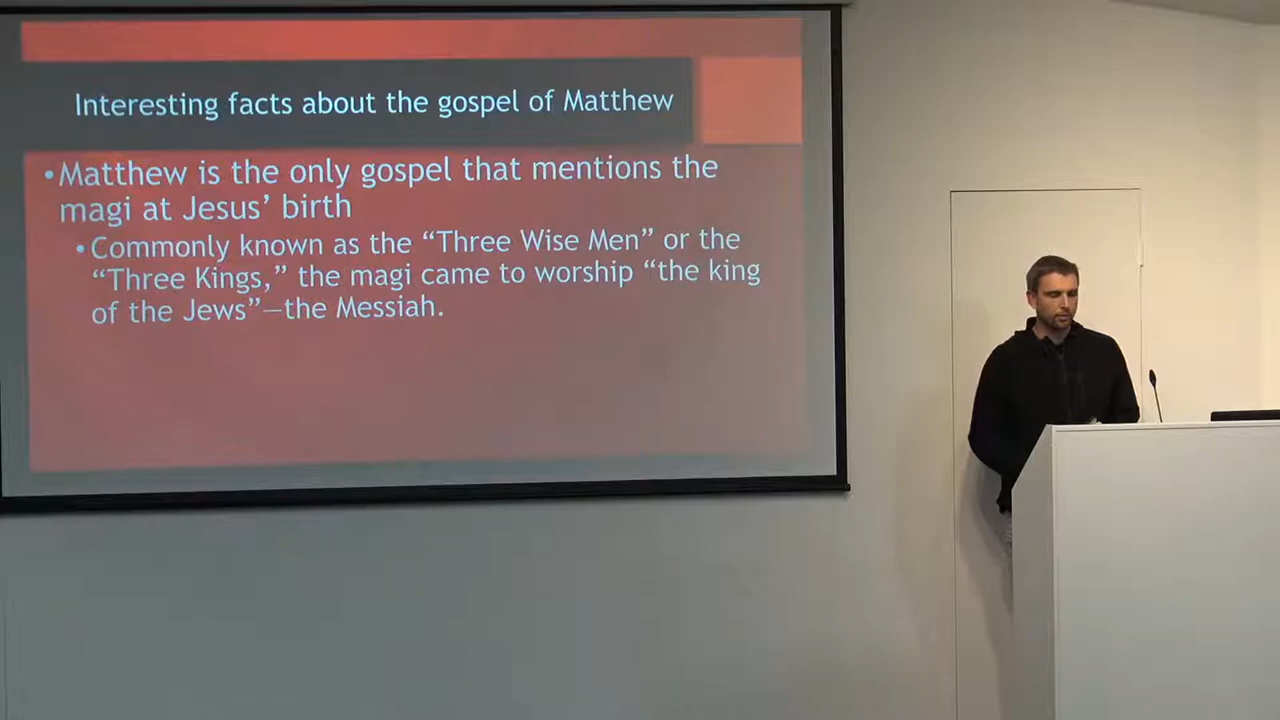 Interesting facts about the gospel of Matthew
•Matthew is the only gospel that mentions the
magi at Jesus’ birth
•Commonly known as the “Three Wise Men” or the
“Three Kings,” the magi came to worship “the king
of the Jews”—the Messiah.